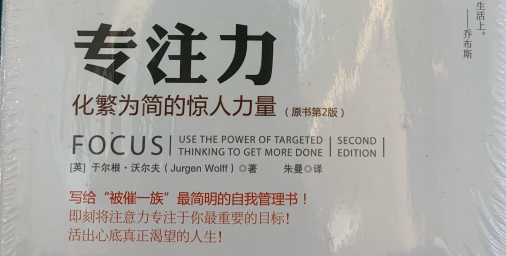 生活上。
——乔布斯
专注力
化繁为简的惊人力量（原书第2版）
FOCUS | USE THE POWER OF TARGETED | SECOND
THINKING TO GET MORE DONE | EDITION
[英] 于尔根·沃尔夫（Jurgen Wolff）◎著 朱曼◎译
写给“被催一族”最简明的自我管理书！
即刻将注意力专注于你最重要的目标！
活出心底真正渴望的人生！